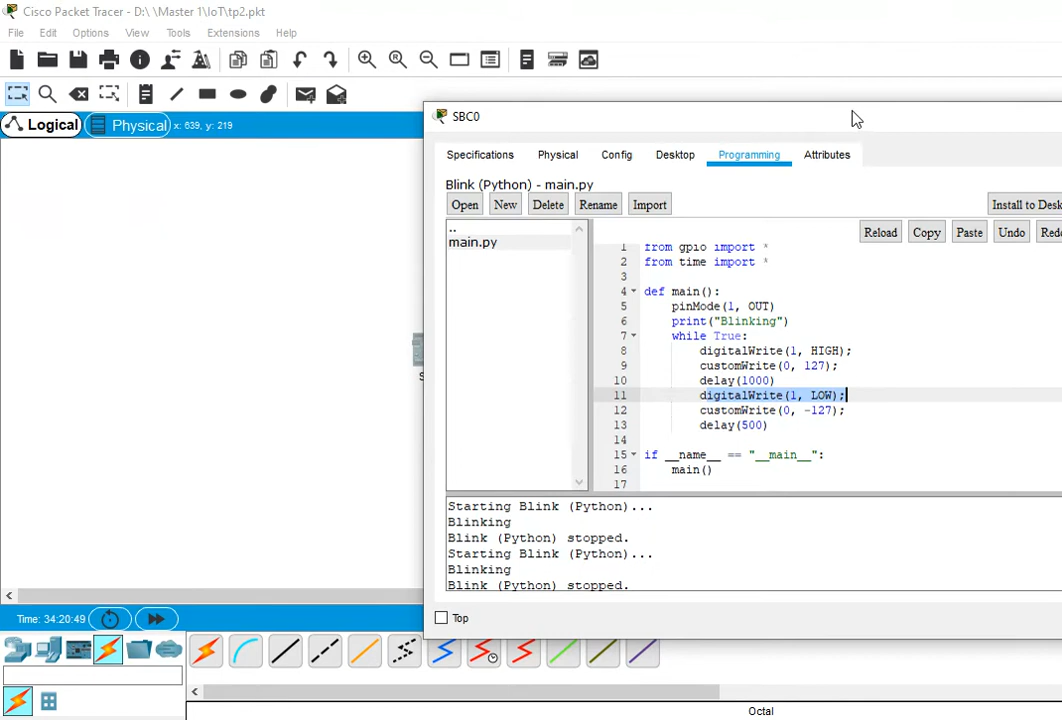 Cisco Packet Tracer - D:\ \Master 1\IoT\tp2.pkt
File Edit Options View Tools Extensions Help
Logical Physical x: 639, y: 219
SBC0
Specifications Physical Config Desktop Programming Attributes
Blink (Python) - main.py
Open New Delete Rename Import Install to Desk
Reload Copy Paste Undo Redo
..
main.py
1 from gpio import *
2 from time import *
3
4 def main():
5 pinMode(1, OUT)
6 print("Blinking")
7 while True:
8 digitalWrite(1, HIGH);
9 customWrite(0, 127);
10 delay(1000)
11 digitalWrite(1, LOW);
12 customWrite(0, -127);
13 delay(500)
14
15 if __name__ == "__main__":
16 main()
17
Starting Blink (Python)...
Blinking
Blink (Python) stopped.
Starting Blink (Python)...
Blinking
Blink (Python) stopped.
Top
Time: 34:20:49
Octal